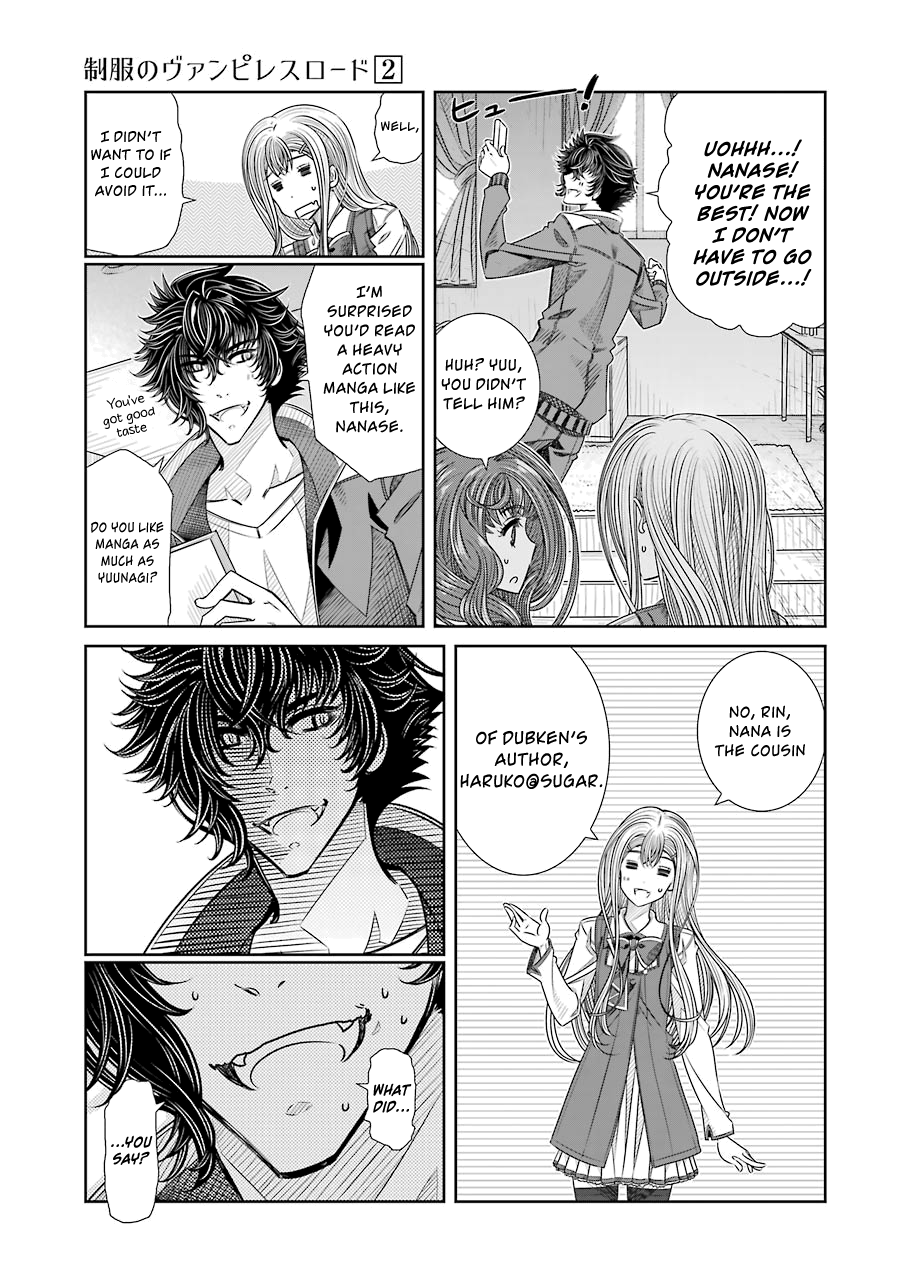 制服のヴァンピレスロード 2
UOHHH...!
NANASE!
YOU'RE THE
BEST! NOW
I DON'T
HAVE TO GO
OUTSIDE...!
ヒューー!
HUH? YUU,
YOU DIDN'T
TELL HIM?
WELL,
I DIDN'T
WANT TO IF
I COULD
AVOID IT...
I'M
SURPRISED
YOU'D READ
A HEAVY
ACTION
MANGA LIKE
THIS,
NANASE.
You've
got good
taste
DO YOU LIKE
MANGA AS
MUCH AS
YUUNAGI?
NO, RIN,
NANA IS
THE COUSIN
OF DUBKEN'S
AUTHOR,
HARUKO@SUGAR.
WHAT
DID...
...YOU
SAY?